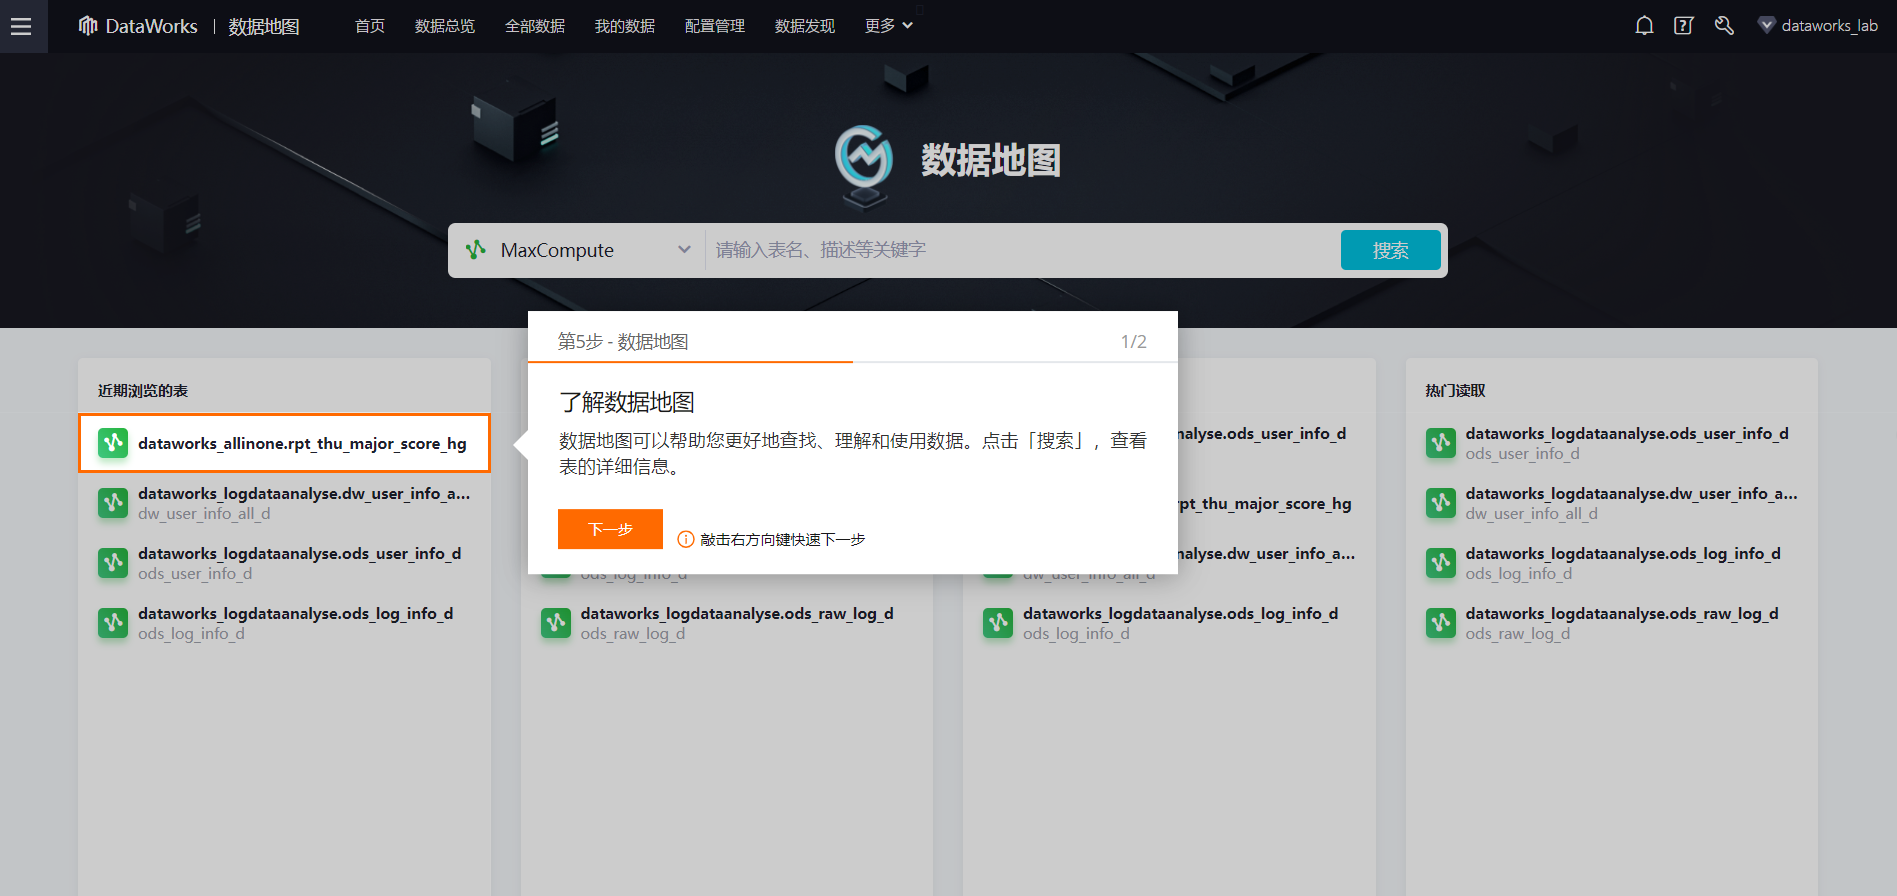 DataWorks | 数据地图 首页 数据总览 全部数据 我的数据 配置管理 数据发现 更多 dataworks_lab
数据地图
MaxCompute 请输入表名、描述等关键字 搜索
第5步 - 数据地图 1/2
了解数据地图
数据地图可以帮助您更好地查找、理解和使用数据。点击「搜索」，查看
表的详细信息。
下一步 敲击右方向键快速下一步
近期浏览的表
dataworks_allinone.rpt_thu_major_score_hg
dataworks_logdataanalyse.dw_user_info_a...
dw_user_info_all_d
dataworks_logdataanalyse.ods_user_info_d
ods_user_info_d
dataworks_logdataanalyse.ods_log_info_d
ods_log_info_d
ods_log_info_d
dataworks_logdataanalyse.ods_raw_log_d
ods_raw_log_d
nalyse.ods_user_info_d
rpt_thu_major_score_hg
nalyse.dw_user_info_a...
dw_user_info_all_d
dataworks_logdataanalyse.ods_log_info_d
ods_log_info_d
热门读取
dataworks_logdataanalyse.ods_user_info_d
ods_user_info_d
dataworks_logdataanalyse.dw_user_info_a...
dw_user_info_all_d
dataworks_logdataanalyse.ods_log_info_d
ods_log_info_d
dataworks_logdataanalyse.ods_raw_log_d
ods_raw_log_d